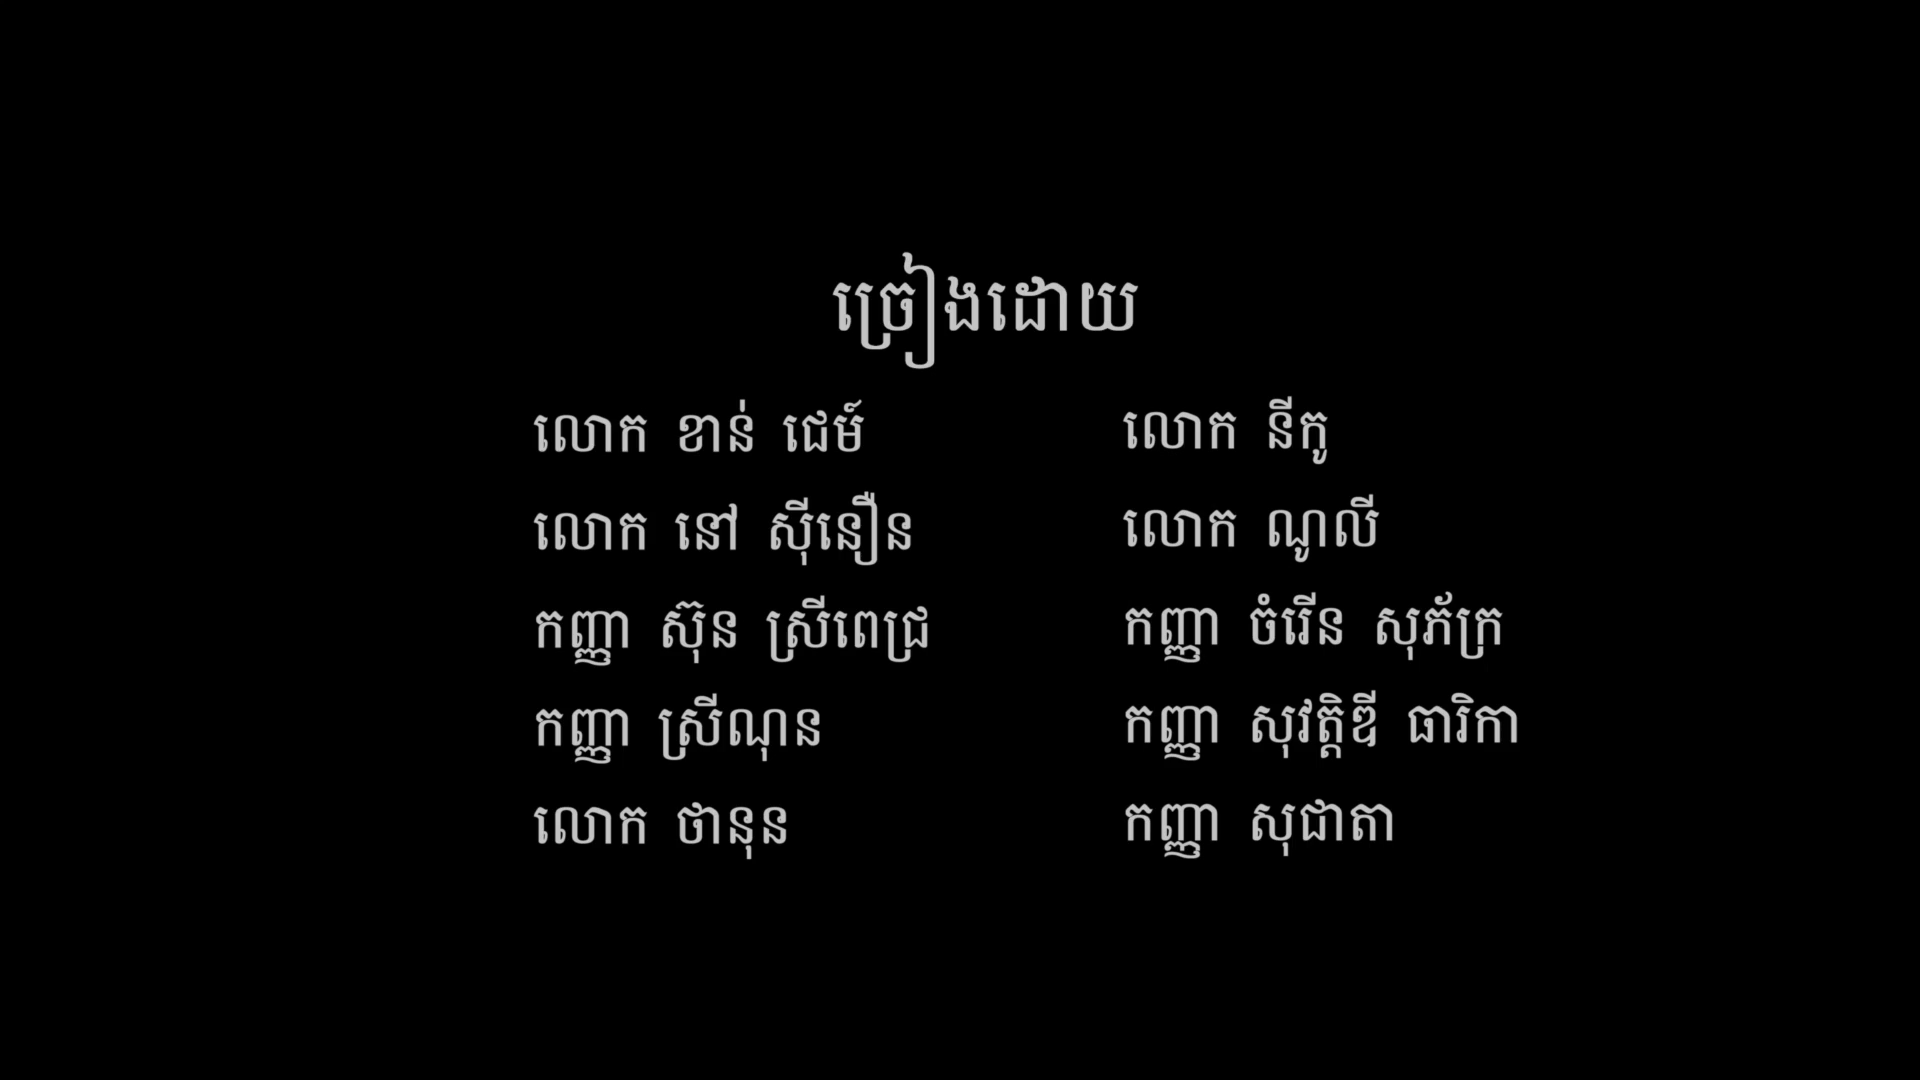 ច្រៀងដោយ
លោក ខាន់ ជេម៍
លោក នៅ ស៊ីនឿន
កញ្ញា ស៊ុន ស្រីពេជ្រ
កញ្ញា ស្រីណុន
លោក ថានុន
លោក នីកូ
លោក ណូលី
កញ្ញា ចំរើន សុភ័ក្រ
កញ្ញា សុវត្តិឌី ធារិកា
កញ្ញា សុជាតា